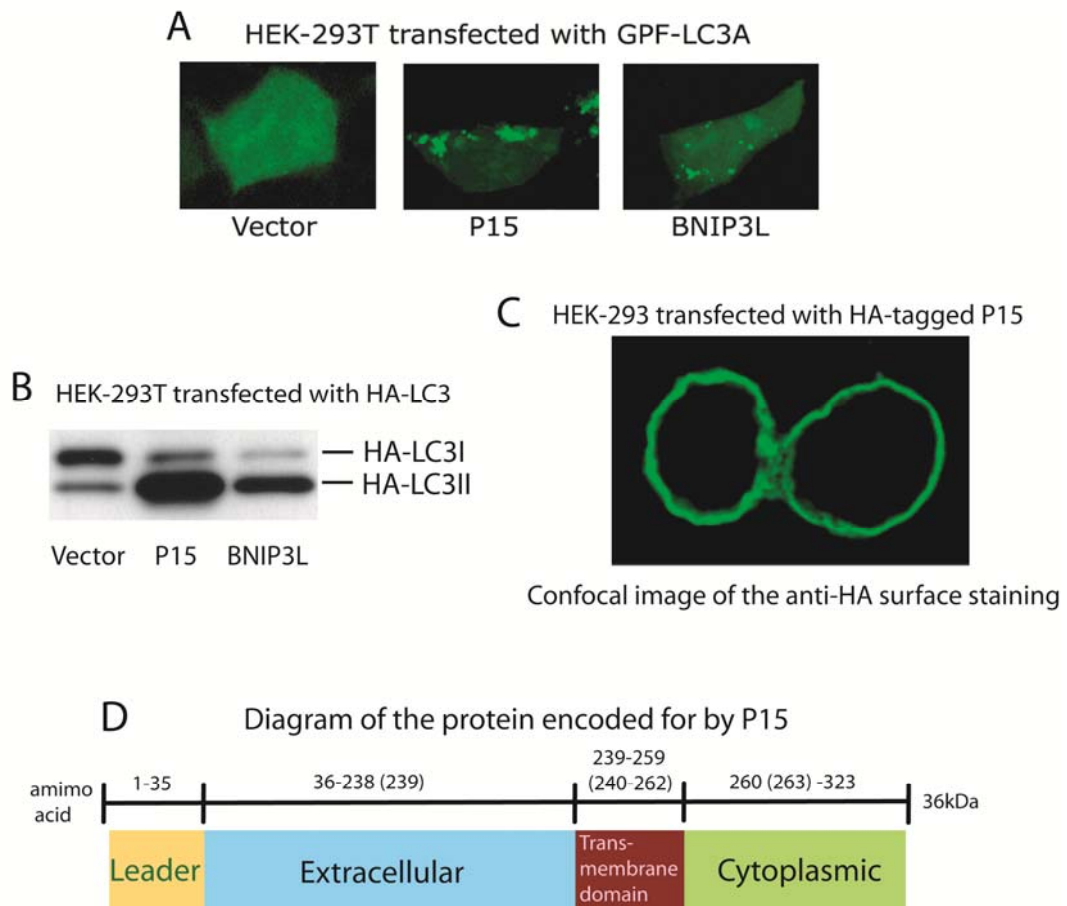 A
HEK-293T transfected with GPF-LC3A
Vector
P15
BNIP3L
B
HEK-293T transfected with HA-LC3
HA-LC3I
HA-LC3II
Vector P15 BNIP3L
C
HEK-293 transfected with HA-tagged P15
Confocal image of the anti-HA surface staining
D
Diagram of the protein encoded for by P15
amimo
acid
1-35
36-238 (239)
239-259
(240-262)
260 (263) -323
36kDa
Leader
Extracellular
Trans-
membrane
domain
Cytoplasmic